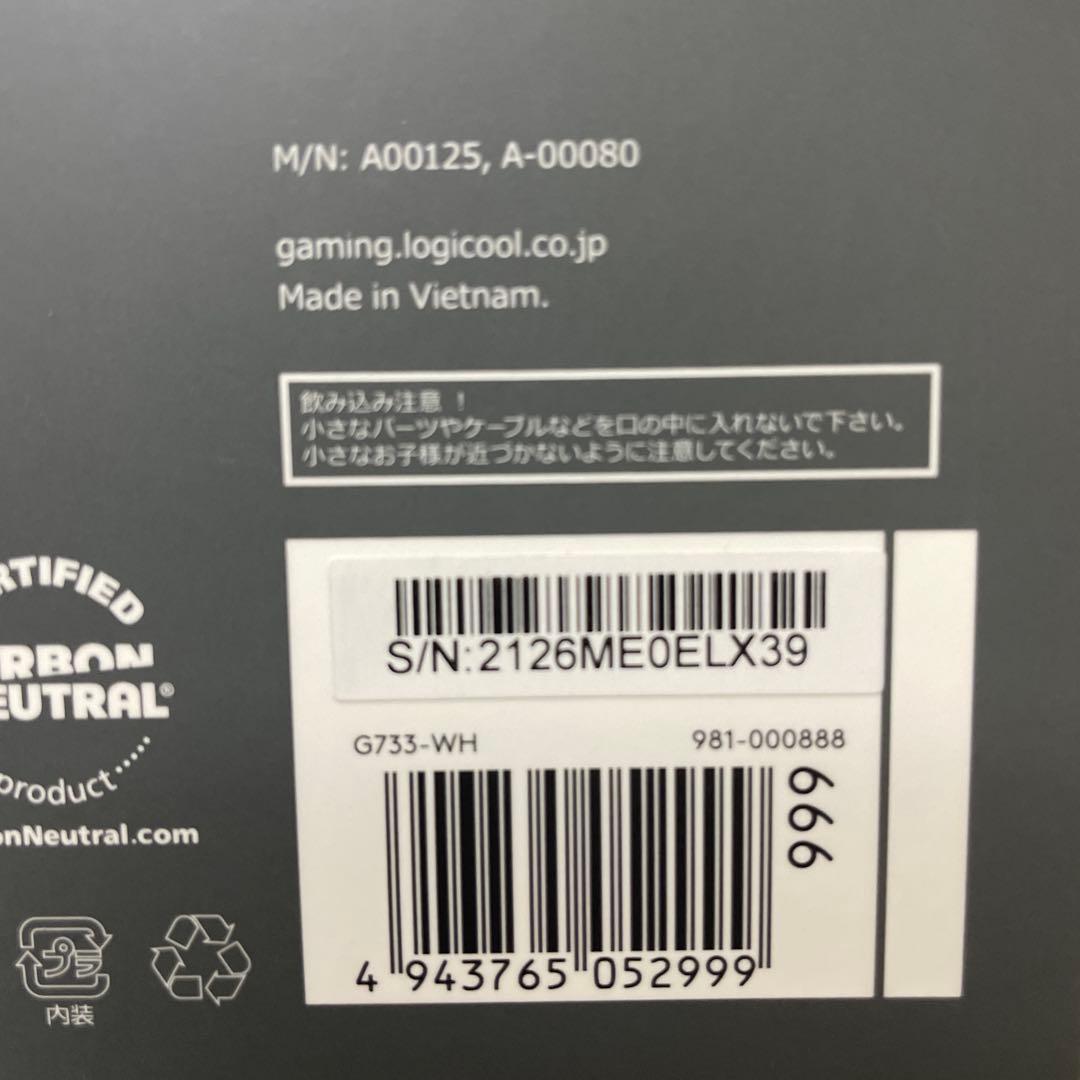 M/N: A00125, A-00080
gaming.logicool.co.jp
Made in Vietnam.
飲み込み注意！
小さなパーツやケーブルなどを口の中に入れないで下さい。
小さなお子様が近づかないように注意してください。
RTIFIED
RBON
EUTRAL®
product
onNeutral.com
プラ
内装
S/N:2126ME0ELX39
G733-WH 981-000888
999
4 943765 052999